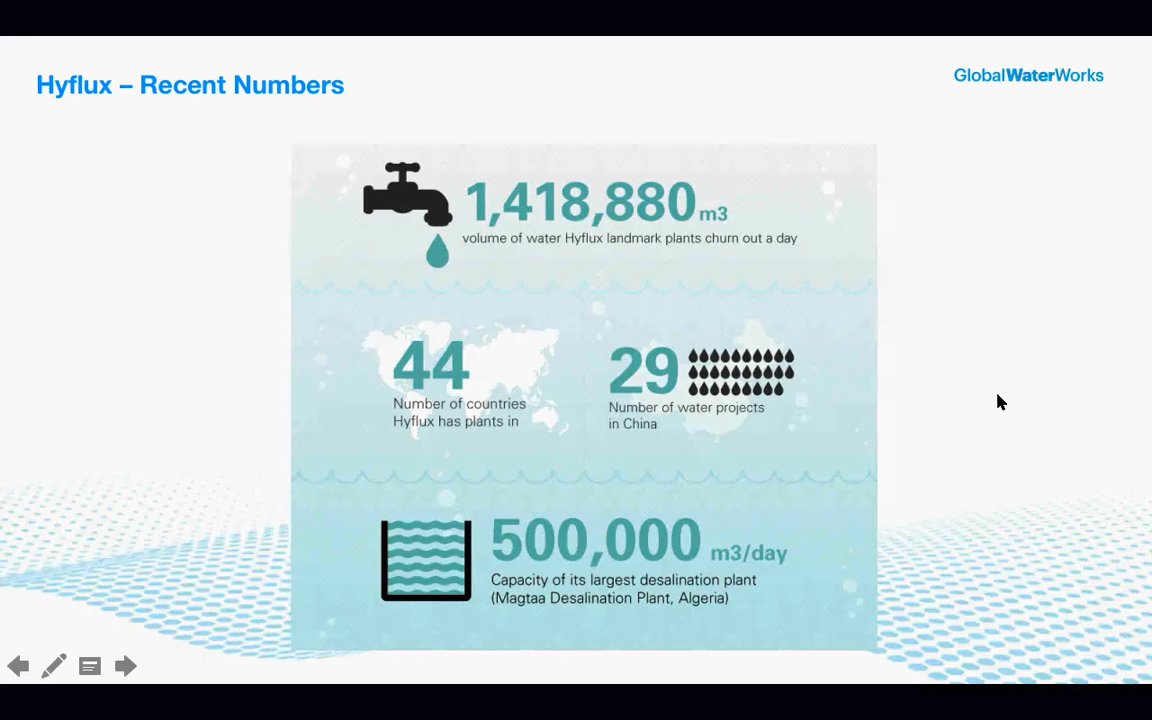 Hyflux – Recent Numbers
GlobalWaterWorks
1,418,880 m3
volume of water Hyflux landmark plants churn out a day
44
Number of countries
Hyflux has plants in
29
Number of water projects
in China
500,000 m3/day
Capacity of its largest desalination plant
(Magtaa Desalination Plant, Algeria)